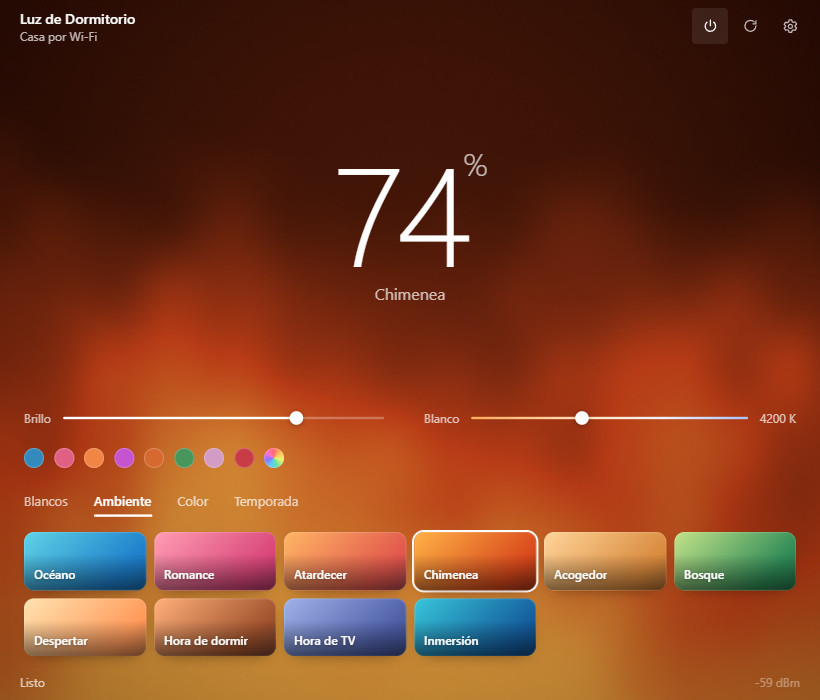 Luz de Dormitorio
Casa por Wi-Fi
74%
Chimenea
Brillo
Blanco 4200 K
Blancos Ambiente Color Temporada
Océano Romance Atardecer Chimenea Acogedor Bosque
Despertar Hora de dormir Hora de TV Inmersión
Listo -59 dBm